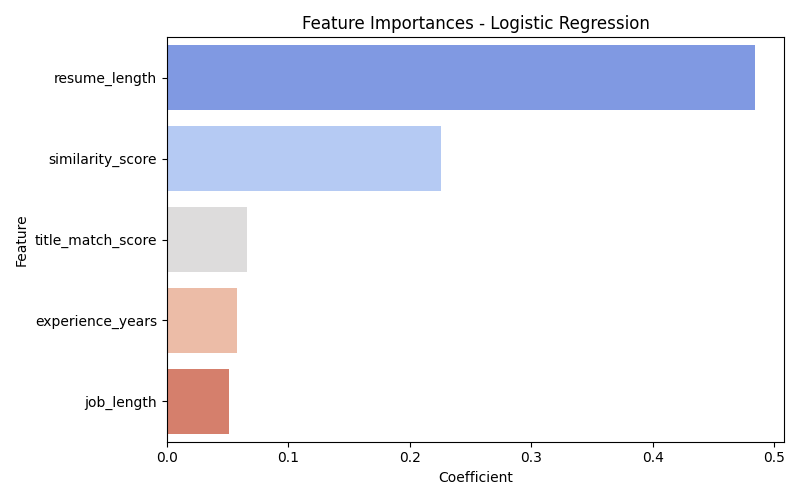 Feature Importances - Logistic Regression
resume_length
similarity_score
title_match_score
experience_years
job_length
Feature
0.0 0.1 0.2 0.3 0.4 0.5
Coefficient